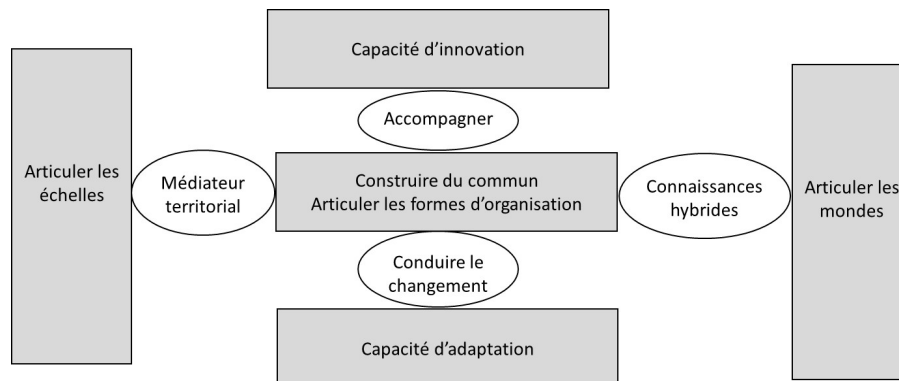 Capacité d’innovation
Accompagner
Articuler les
échelles
Médiateur
territorial
Construire du commun
Articuler les formes d’organisation
Connaissances
hybrides
Articuler les
mondes
Conduire le
changement
Capacité d’adaptation